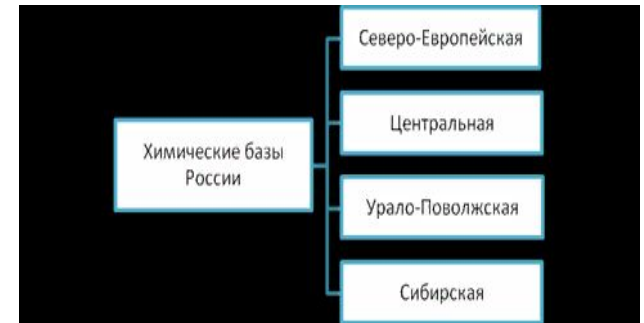 Химические базы
России
Северо-Европейская
Центральная
Урало-Поволжская
Сибирская